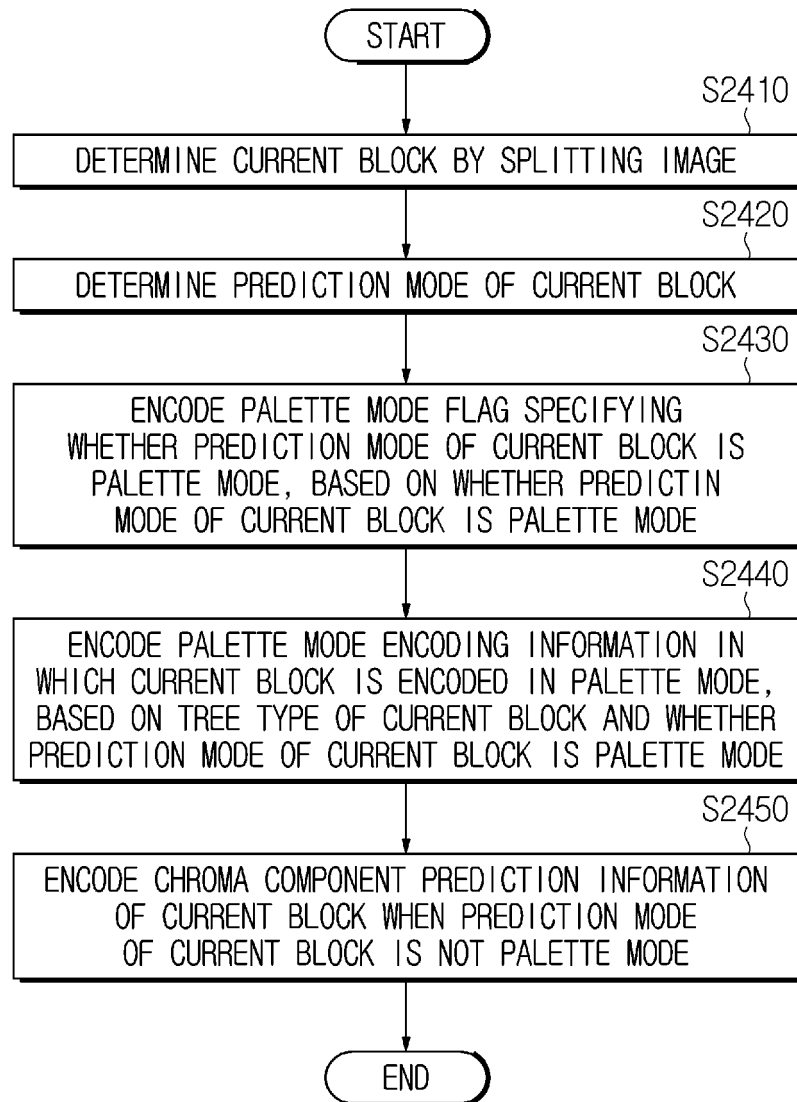 START
S2410
DETERMINE CURRENT BLOCK BY SPLITTING IMAGE
S2420
DETERMINE PREDICTION MODE OF CURRENT BLOCK
S2430
ENCODE PALETTE MODE FLAG SPECIFYING
WHETHER PREDICTION MODE OF CURRENT BLOCK IS
PALETTE MODE, BASED ON WHETHER PREDICTIN
MODE OF CURRENT BLOCK IS PALETTE MODE
S2440
ENCODE PALETTE MODE ENCODING INFORMATION IN
WHICH CURRENT BLOCK IS ENCODED IN PALETTE MODE,
BASED ON TREE TYPE OF CURRENT BLOCK AND WHETHER
PREDICTION MODE OF CURRENT BLOCK IS PALETTE MODE
S2450
ENCODE CHROMA COMPONENT PREDICTION INFORMATION
OF CURRENT BLOCK WHEN PREDICTION MODE
OF CURRENT BLOCK IS NOT PALETTE MODE
END